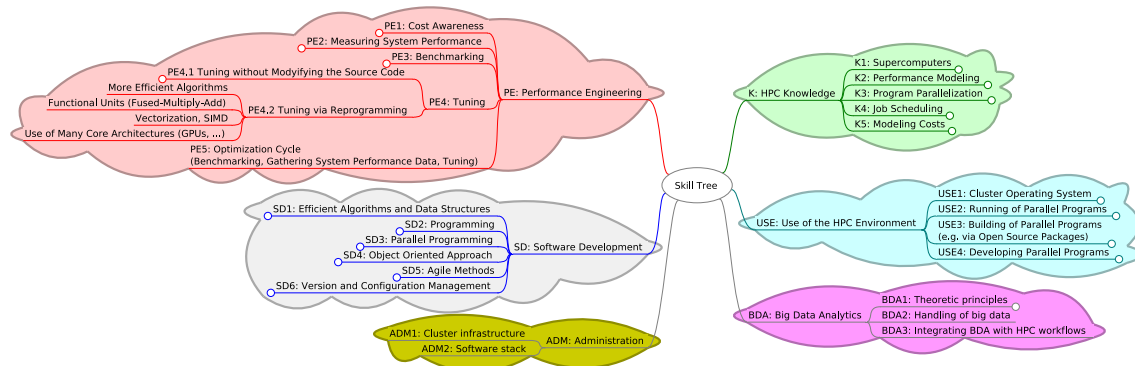 PE1: Cost Awareness
PE2: Measuring System Performance
PE3: Benchmarking
PE4,1 Tuning without Modyifying the Source Code
More Efficient Algorithms
Functional Units (Fused-Multiply-Add)
Vectorization, SIMD
Use of Many Core Architectures (GPUs, ...)
PE4,2 Tuning via Reprogramming
PE4: Tuning
PE5: Optimization Cycle
(Benchmarking, Gathering System Performance Data, Tuning)
PE: Performance Engineering
SD1: Efficient Algorithms and Data Structures
SD2: Programming
SD3: Parallel Programming
SD4: Object Oriented Approach
SD5: Agile Methods
SD6: Version and Configuration Management
SD: Software Development
ADM1: Cluster infrastructure
ADM2: Software stack
ADM: Administration
Skill Tree
K: HPC Knowledge
K1: Supercomputers
K2: Performance Modeling
K3: Program Parallelization
K4: Job Scheduling
K5: Modeling Costs
USE: Use of the HPC Environment
USE1: Cluster Operating System
USE2: Running of Parallel Programs
USE3: Building of Parallel Programs
(e.g. via Open Source Packages)
USE4: Developing Parallel Programs
BDA: Big Data Analytics
BDA1: Theoretic principles
BDA2: Handling of big data
BDA3: Integrating BDA with HPC workflows